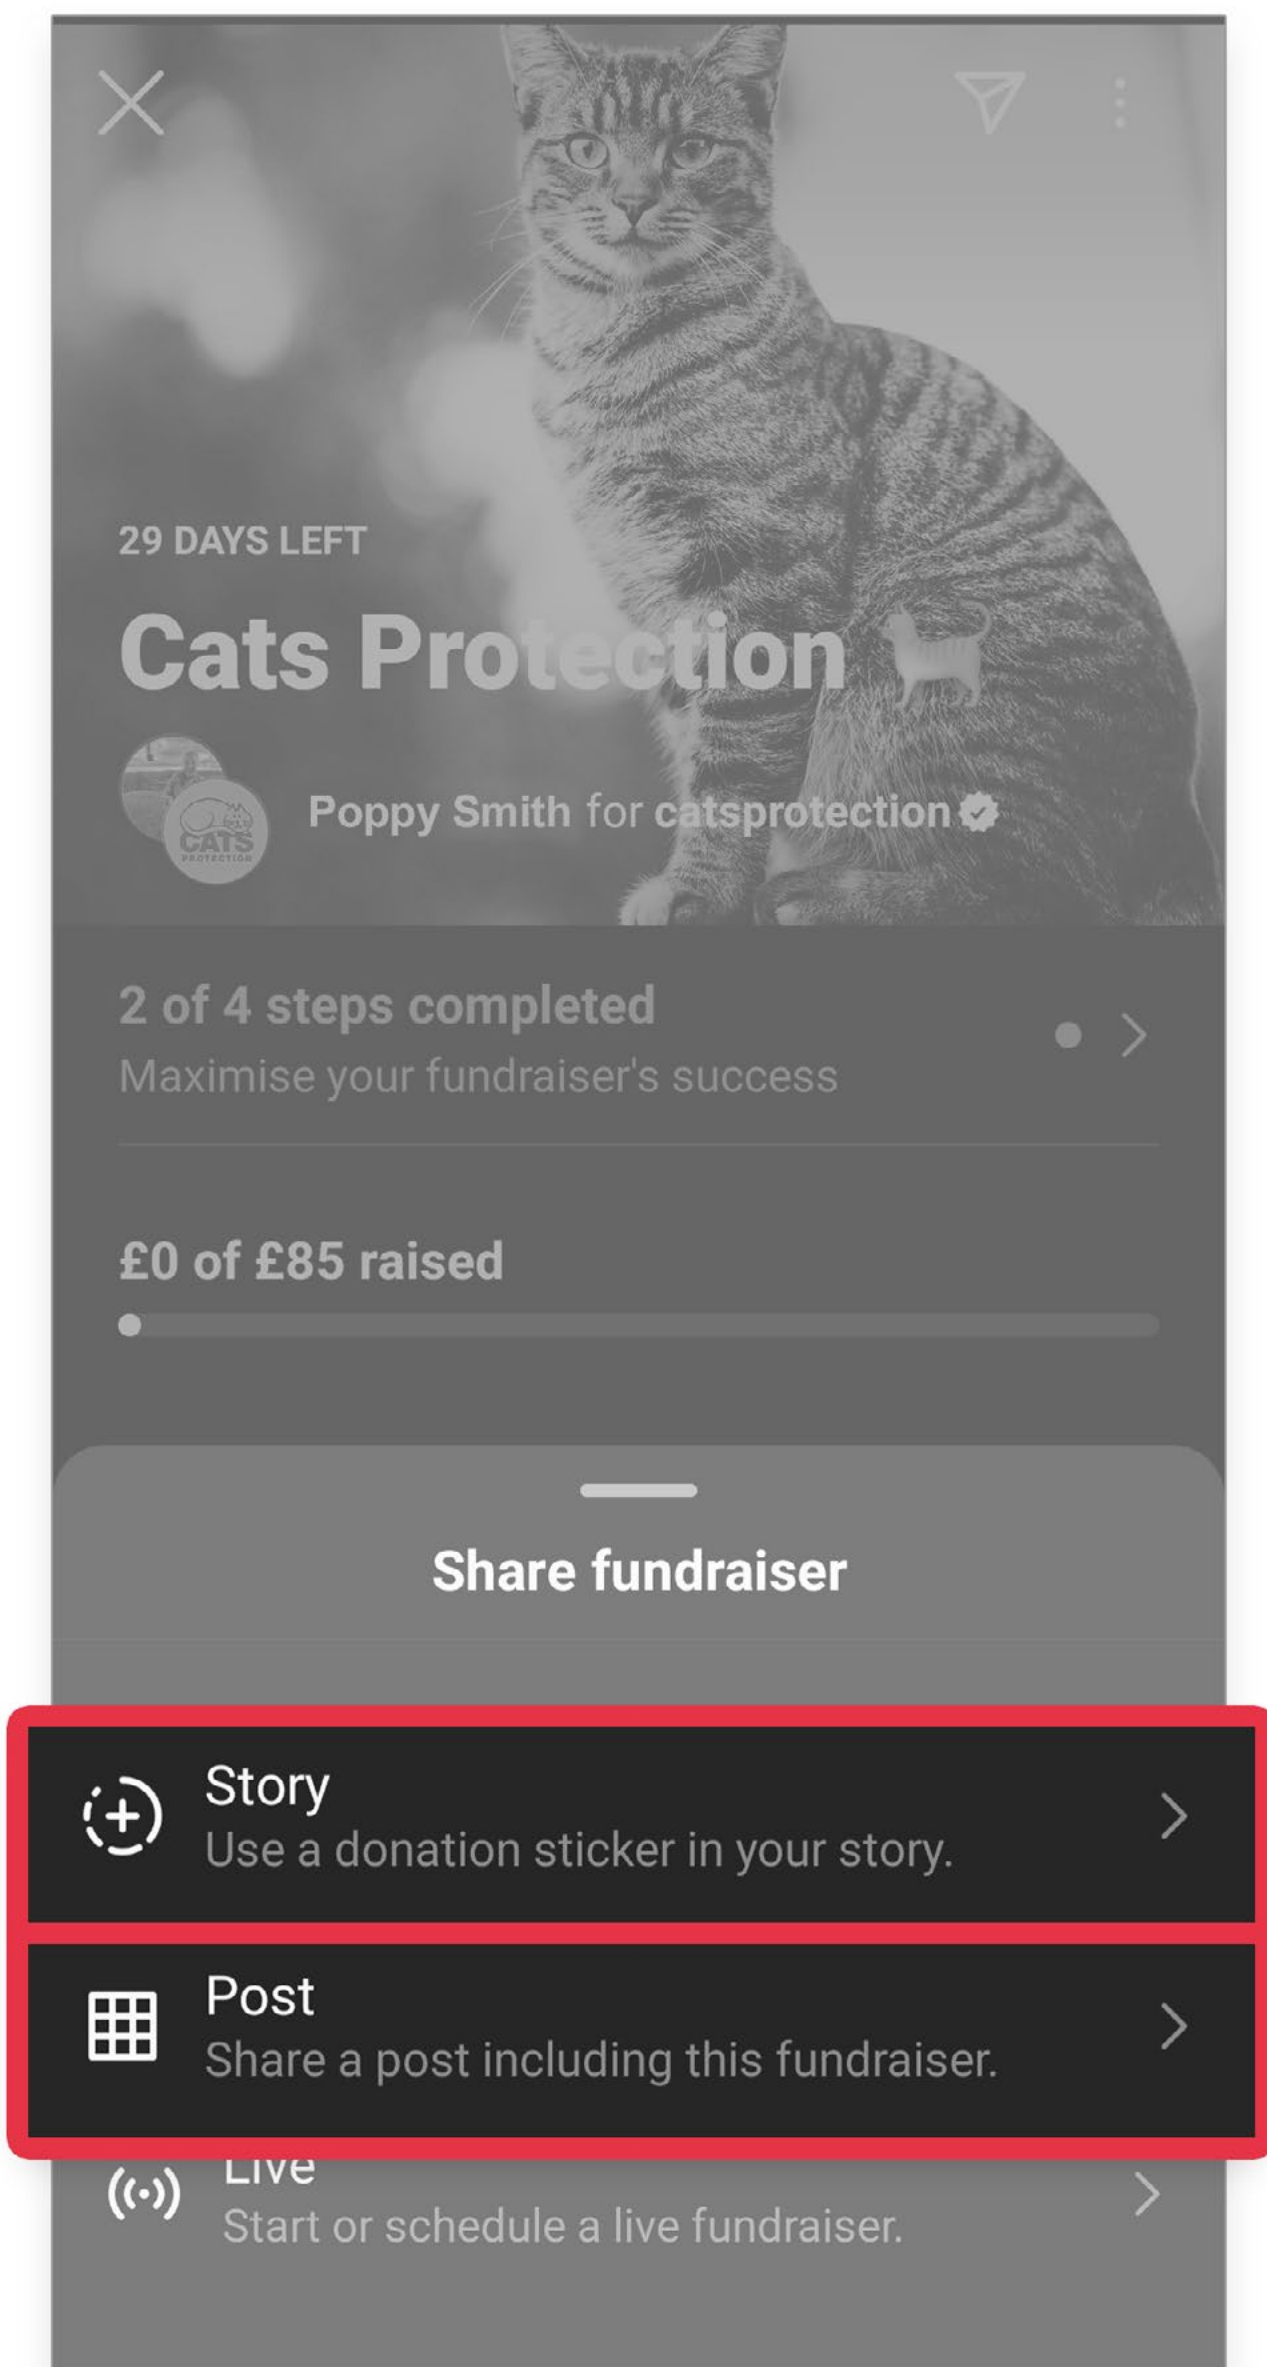 29 DAYS LEFT
Cats Protection
CATS
PROTECTION
Poppy Smith for catsprotection
2 of 4 steps completed
Maximise your fundraiser's success
£0 of £85 raised
Share fundraiser
Story
Use a donation sticker in your story.
Post
Share a post including this fundraiser.
Live
Start or schedule a live fundraiser.